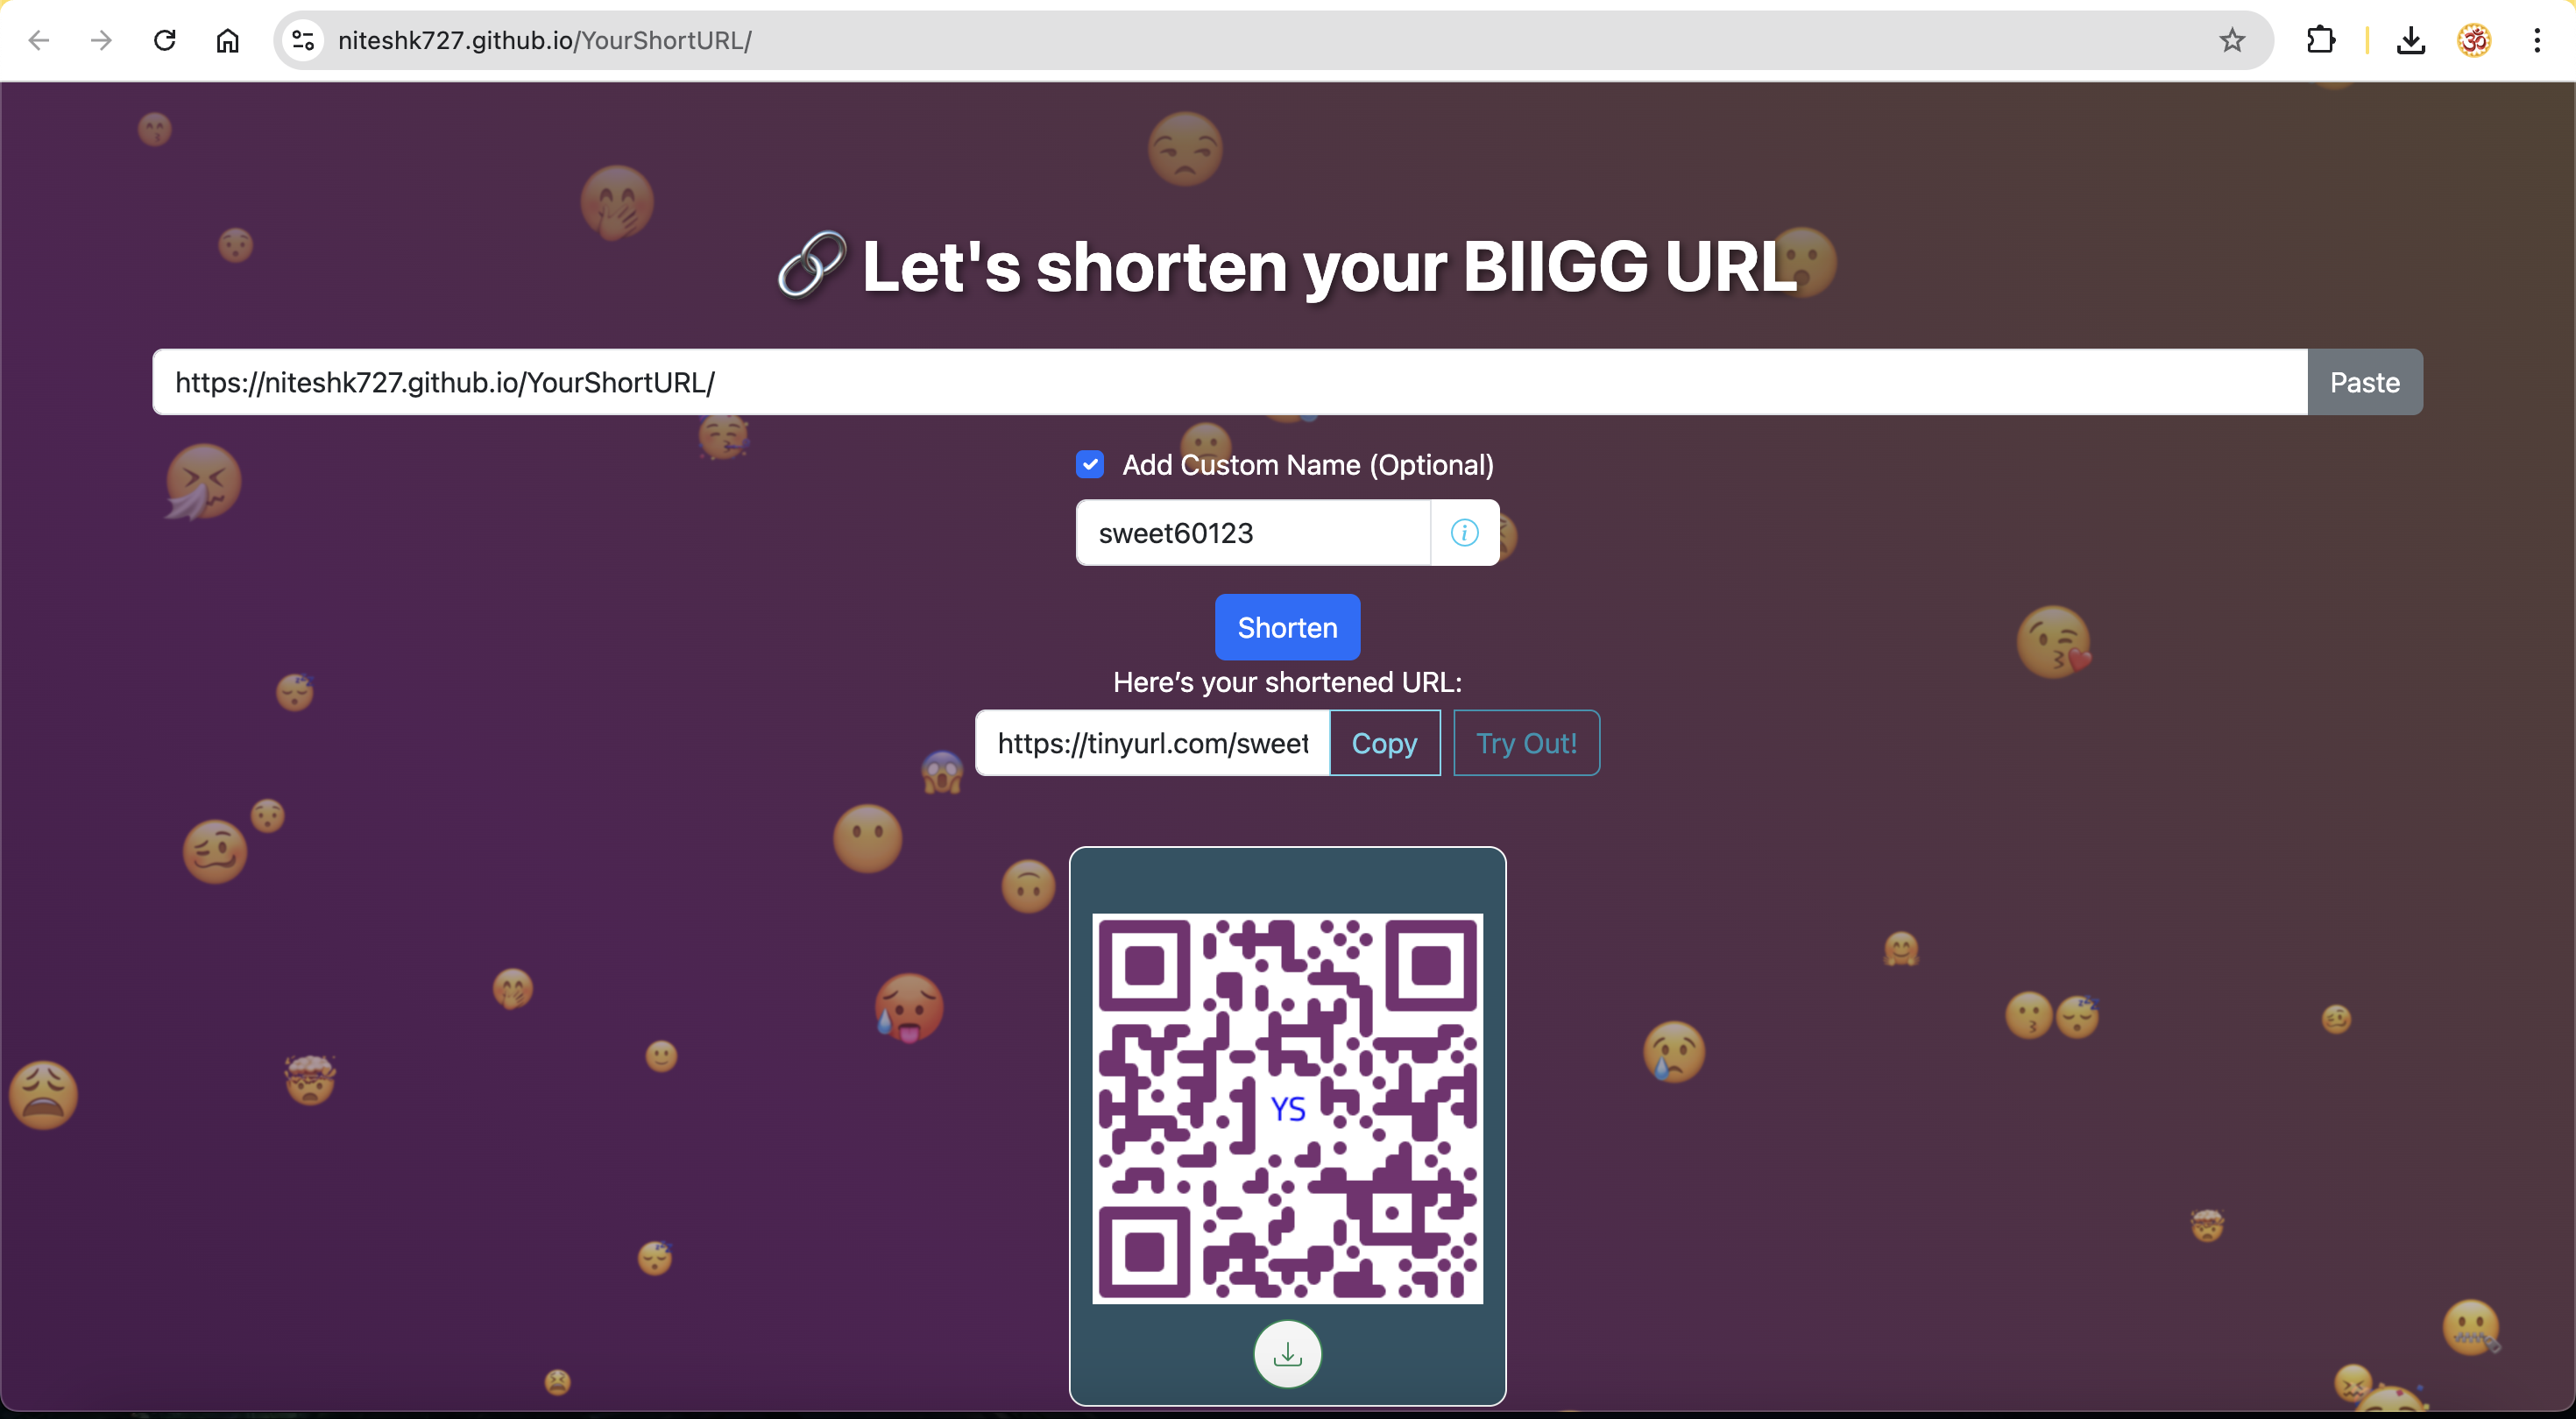 niteshk727.github.io/YourShortURL/
Let's shorten your BIIGG URL
https://niteshk727.github.io/YourShortURL/
Paste
Add Custom Name (Optional)
sweet60123
i
Shorten
Here’s your shortened URL:
https://tinyurl.com/sweet
Copy
Try Out!
YS